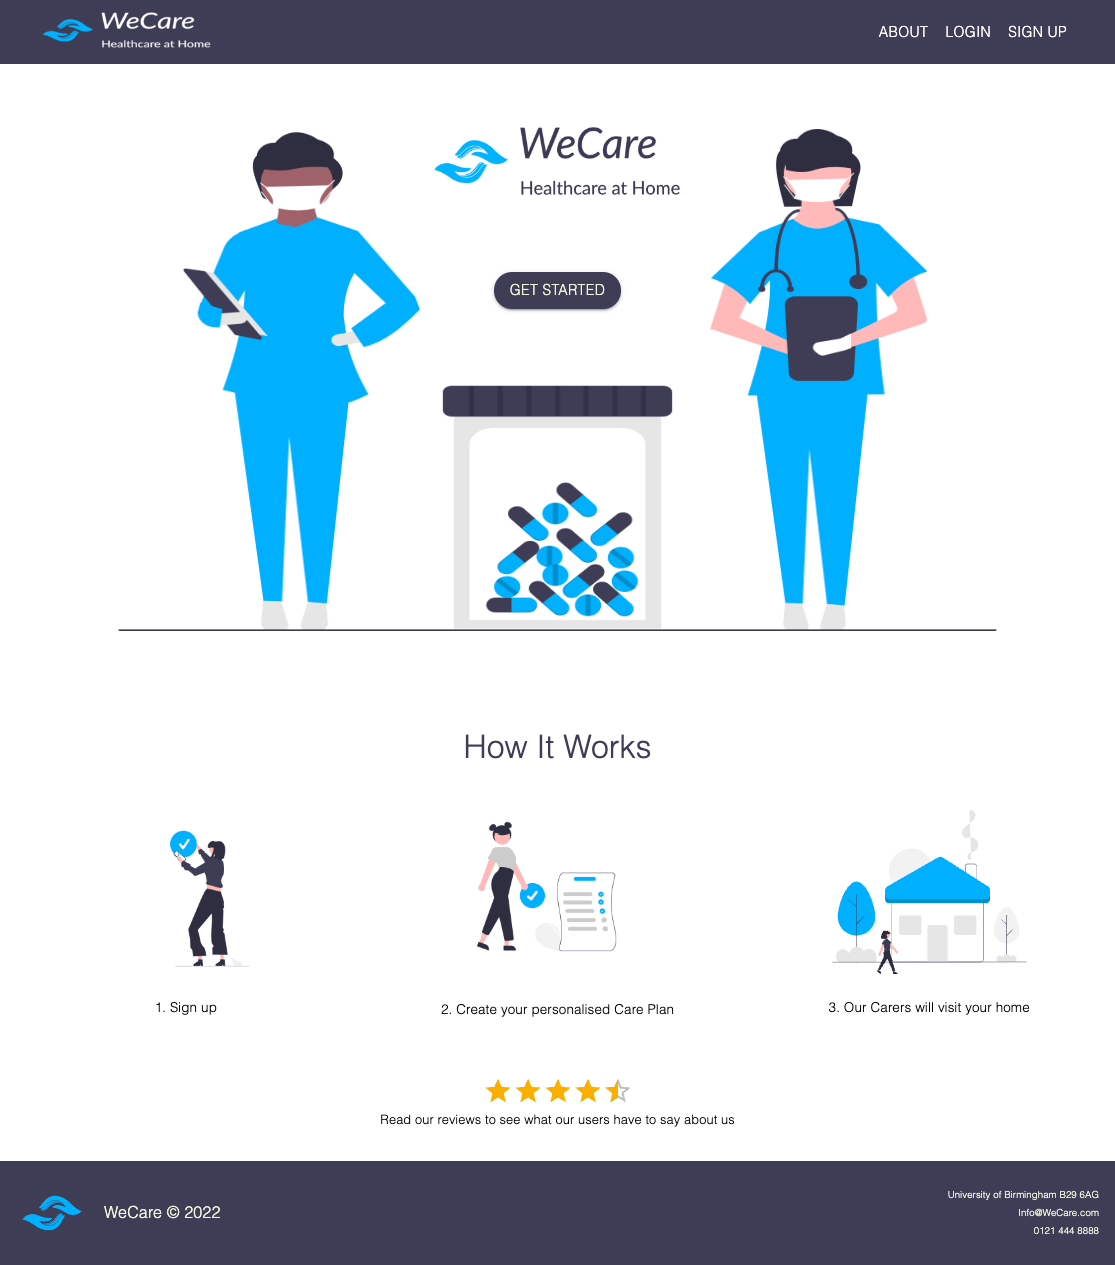 WeCare
Healthcare at Home
ABOUT LOGIN SIGN UP
WeCare
Healthcare at Home
GET STARTED
How It Works
1. Sign up
2. Create your personalised Care Plan
3. Our Carers will visit your home
Read our reviews to see what our users have to say about us
WeCare © 2022
University of Birmingham B29 6AG
Info@WeCare.com
0121 444 8888